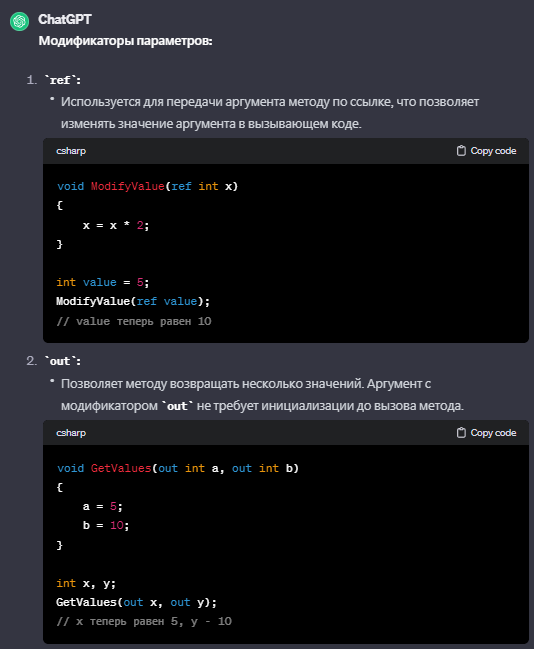 ChatGPT
Модификаторы параметров:
1. `ref`:
• Используется для передачи аргумента методу по ссылке, что позволяет
изменять значение аргумента в вызывающем коде.
csharp Copy code
void ModifyValue(ref int x)
{
    x = x * 2;
}

int value = 5;
ModifyValue(ref value);
// value теперь равен 10
2. `out`:
• Позволяет методу возвращать несколько значений. Аргумент с
модификатором `out` не требует инициализации до вызова метода.
csharp Copy code
void GetValues(out int a, out int b)
{
    a = 5;
    b = 10;
}

int x, y;
GetValues(out x, out y);
// x теперь равен 5, y - 10